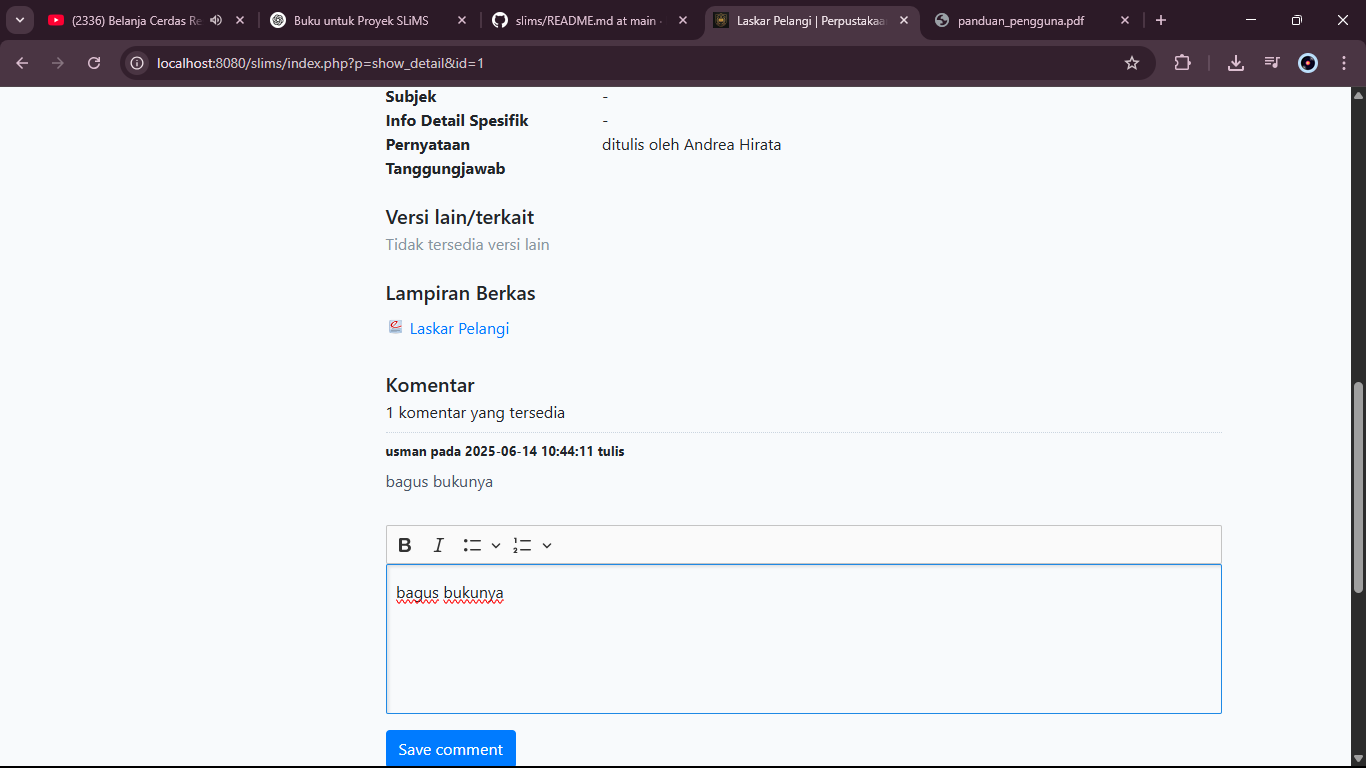 (2336) Belanja Cerdas Re
Buku untuk Proyek SLiMS
slims/README.md at main
Laskar Pelangi | Perpustakaa
panduan_pengguna.pdf
localhost:8080/slims/index.php?p=show_detail&id=1
Subjek -
Info Detail Spesifik -
Pernyataan ditulis oleh Andrea Hirata
Tanggungjawab
Versi lain/terkait
Tidak tersedia versi lain
Lampiran Berkas
Laskar Pelangi
Komentar
1 komentar yang tersedia
usman pada 2025-06-14 10:44:11 tulis
bagus bukunya
B I
bagus bukunya
Save comment